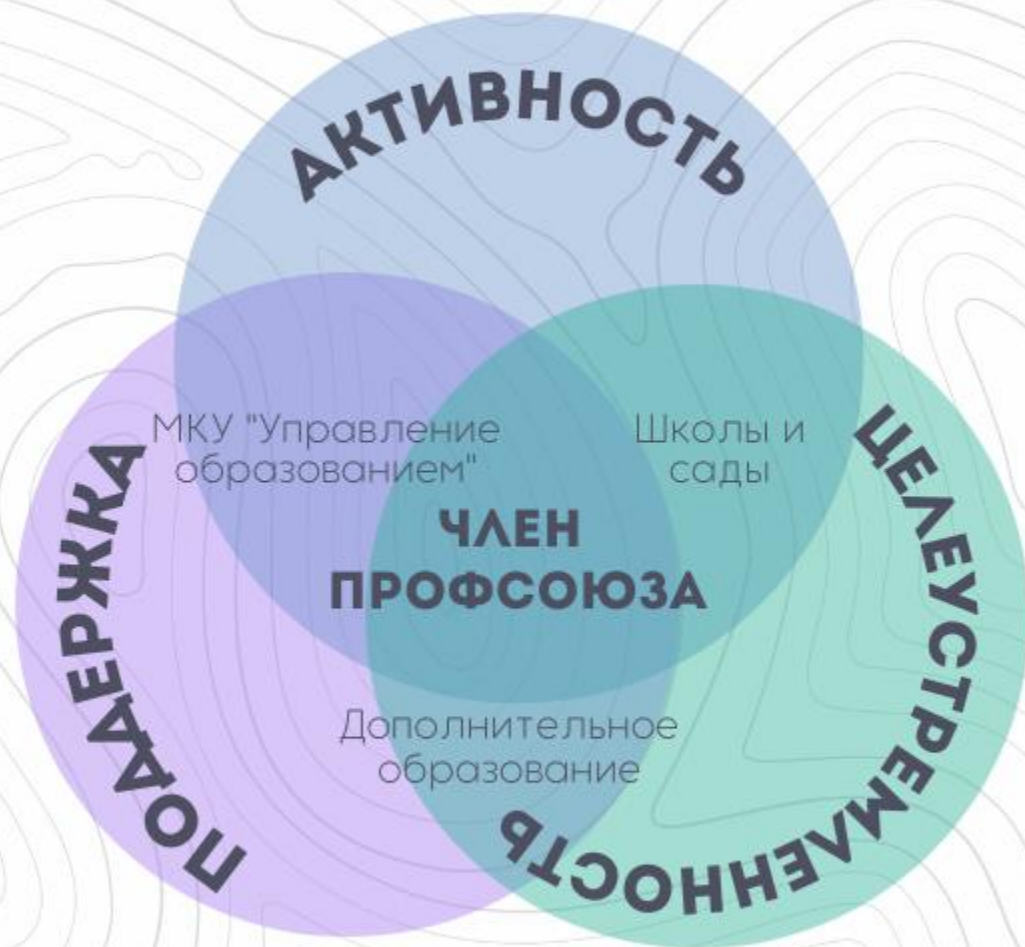 АКТИВНОСТЬ
МКУ "Управление
образованием"
Школы и
сады
ПОДДЕРЖКА
ЦЕЛЕУСТРЕМЛЕННОСТЬ
ЧЛЕН
ПРОФСОЮЗА
Дополнительное
образование